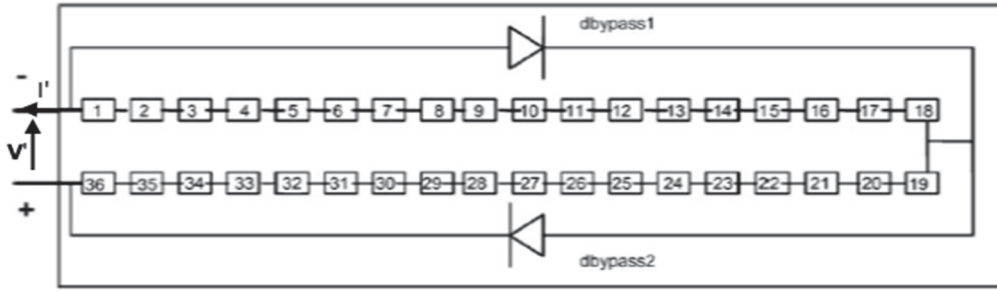 dbypass1
- I'
1 2 3 4 5 6 7 8 9 10 11 12 13 14 15 16 17 18
V'
36 35 34 33 32 31 30 29 28 27 26 25 24 23 22 21 20 19
+
dbypass2